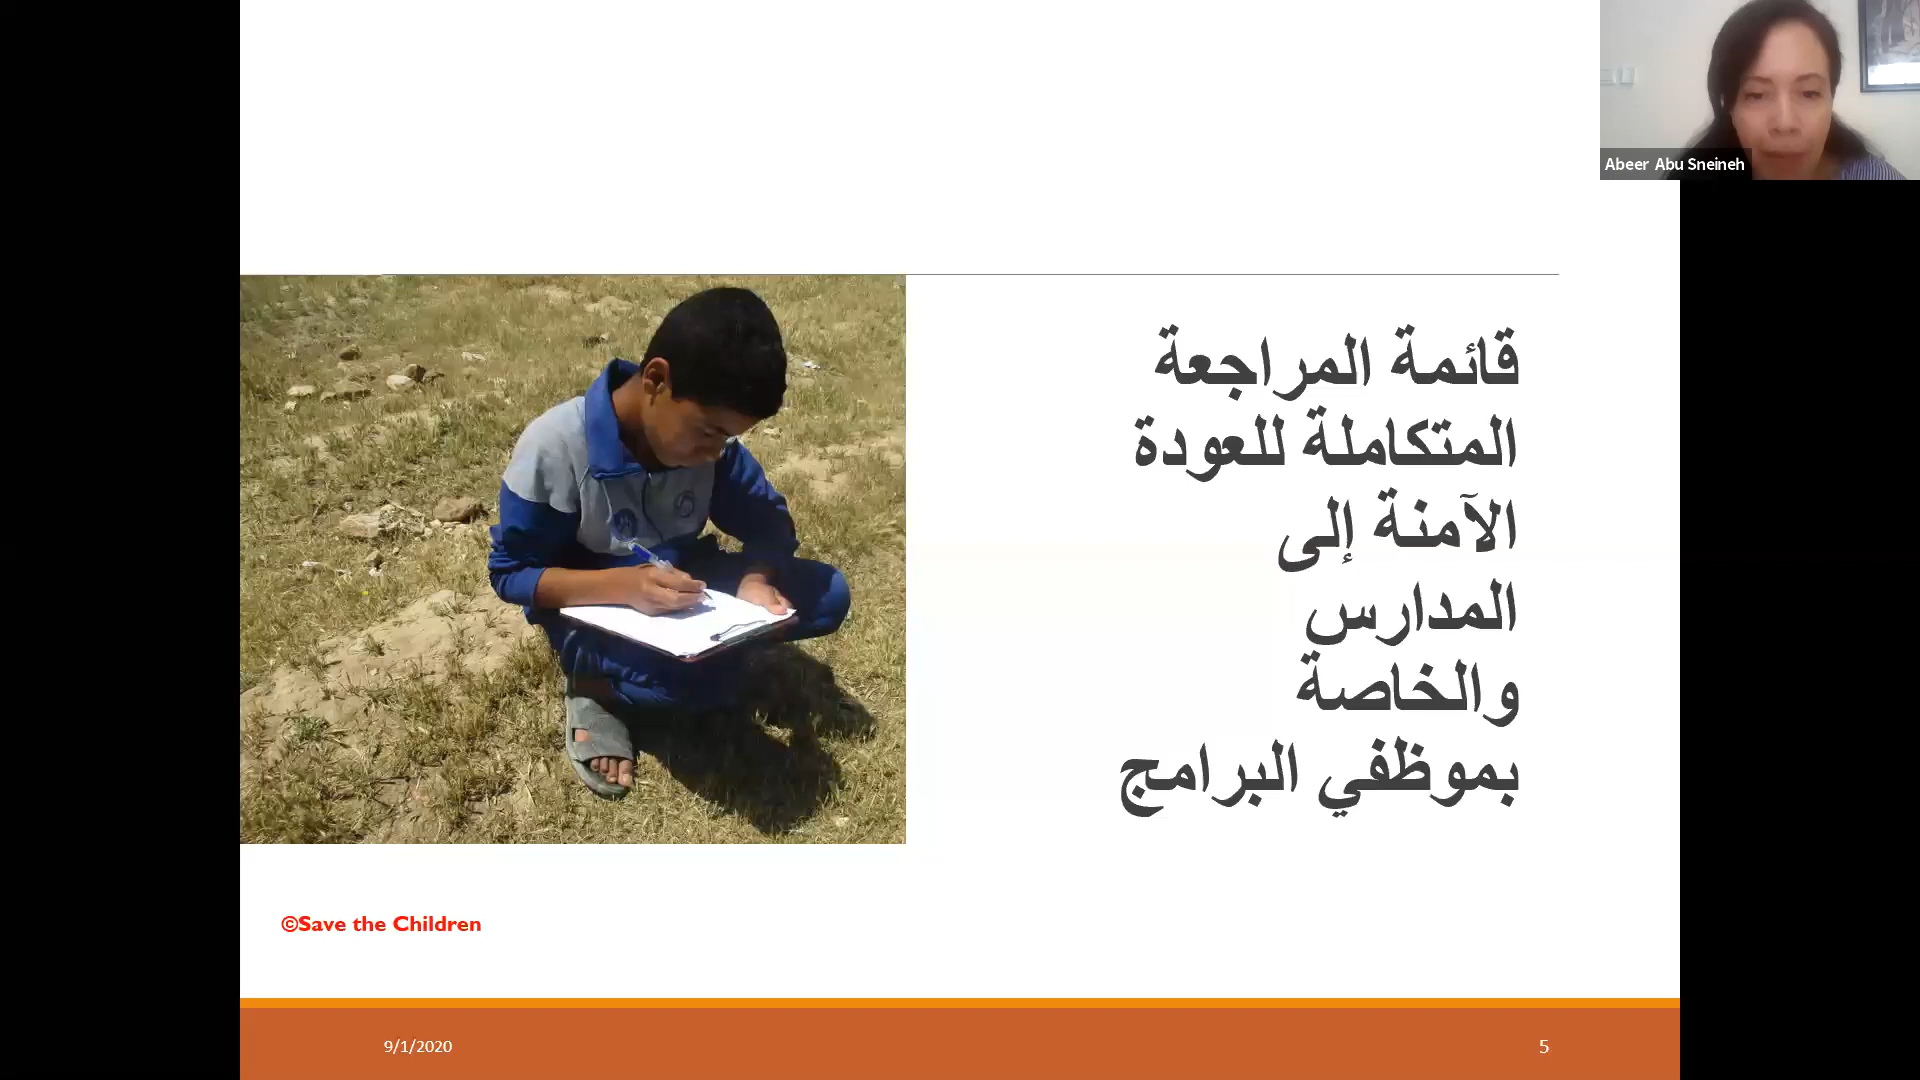 Abeer Abu Sneineh
قائمة المراجعة
المتكاملة للعودة
الآمنة إلى
المدارس
والخاصة
بموظفي البرامج
©Save the Children
9/1/2020
5